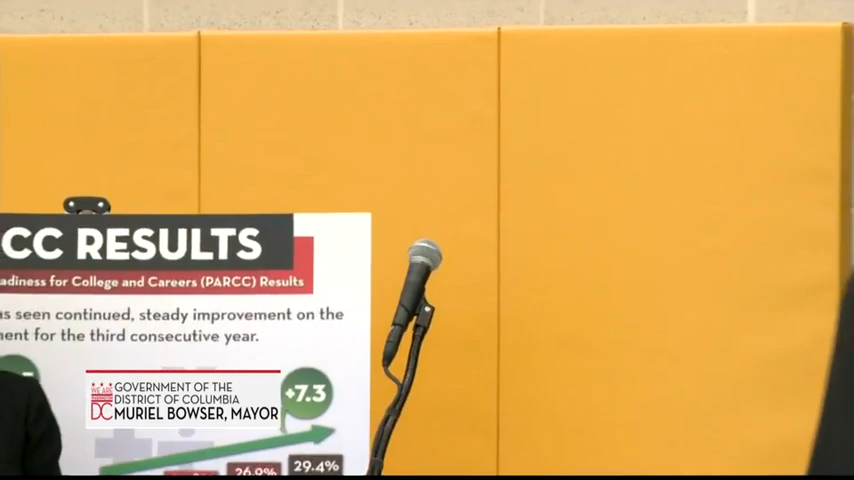 CC RESULTS
adiness for College and Careers (PARCC) Results
s seen continued, steady improvement on the
ent for the third consecutive year.
+7.3
WE ARE
DC
GOVERNMENT OF THE
DISTRICT OF COLUMBIA
MURIEL BOWSER, MAYOR
26.9%
29.4%